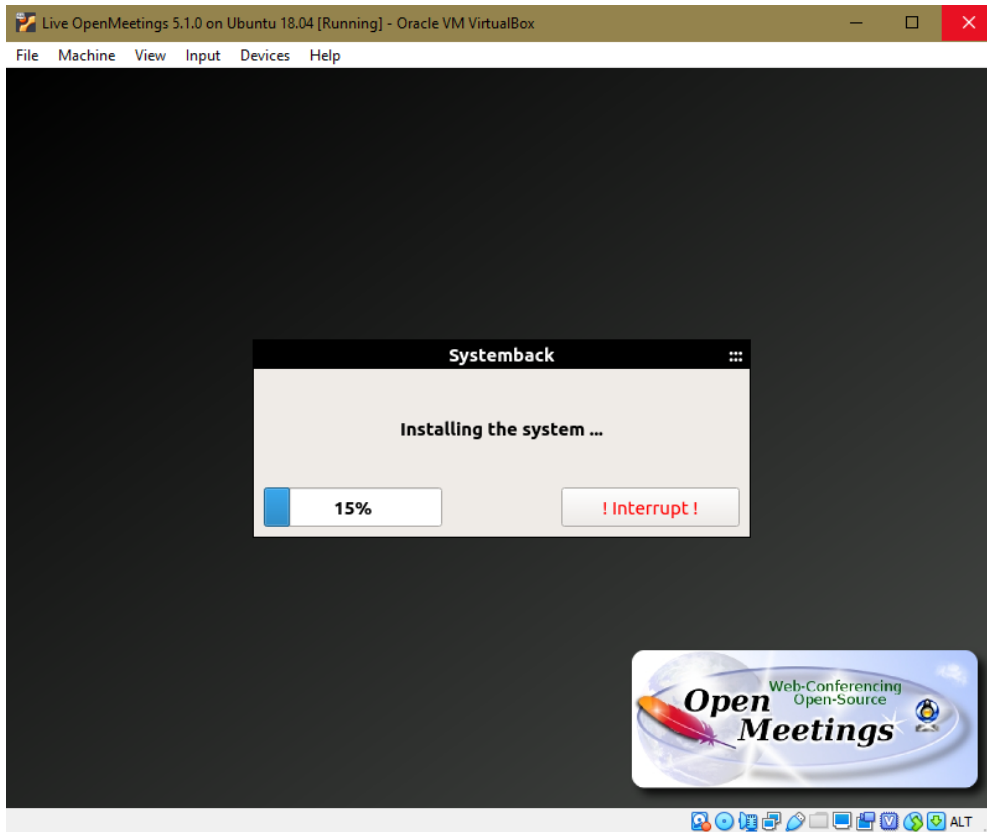 Live OpenMeetings 5.1.0 on Ubuntu 18.04 [Running] - Oracle VM VirtualBox
File Machine View Input Devices Help
Systemback
Installing the system ...
15% ! Interrupt !
Web-Conferencing
Open Open-Source
Meetings
ALT